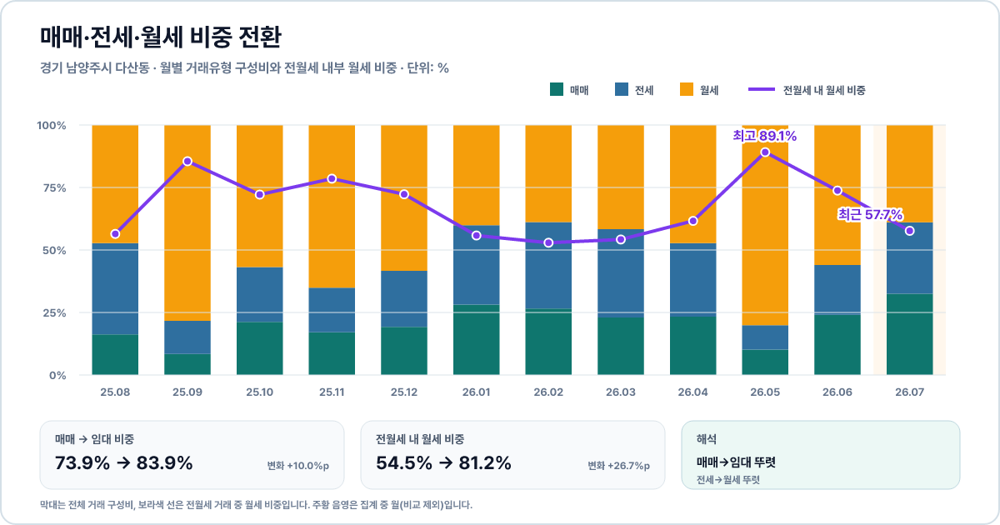 매매·전세·월세 비중 전환
경기 남양주시 다산동 · 월별 거래유형 구성비와 전월세 내부 월세 비중 · 단위: %
매매 전세 월세 전월세 내 월세 비중
100%
75%
50%
25%
0%
최고 89.1%
최근 57.7%
25.08 25.09 25.10 25.11 25.12 26.01 26.02 26.03 26.04 26.05 26.06 26.07
매매 → 임대 비중
73.9% → 83.9%
변화 +10.0%p
전월세 내 월세 비중
54.5% → 81.2%
변화 +26.7%p
해석
매매→임대 뚜렷
전세→월세 뚜렷
막대는 전체 거래 구성비, 보라색 선은 전월세 거래 중 월세 비중입니다. 주황 음영은 집계 중 월(비교 제외)입니다.